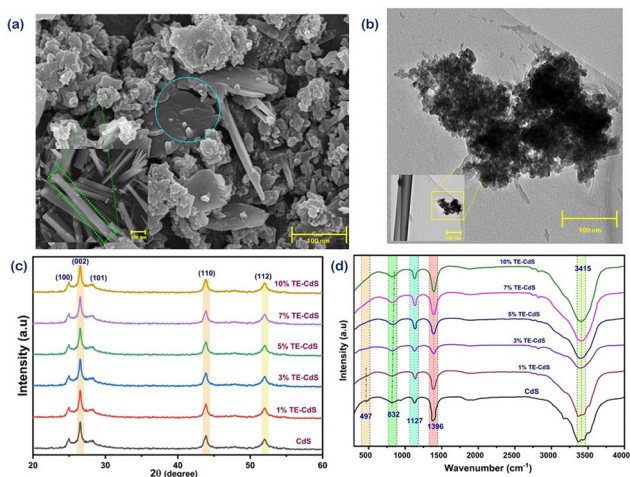 (a)
100 nm
100 nm
(b)
100 nm
100 nm
(c)
(002)
(100)
(101)
(110)
(112)
10% TE-CdS
7% TE-CdS
5% TE-CdS
3% TE-CdS
1% TE-CdS
CdS
Intensity (a.u)
20
30
40
50
60
2θ (degree)
(d)
10% TE-CdS
3415
7% TE-CdS
5% TE-CdS
3% TE-CdS
1% TE-CdS
CdS
497
832
1127
1396
Intensity (a.u)
500
1000
1500
2000
2500
3000
3500
4000
Wavenumber (cm-1)